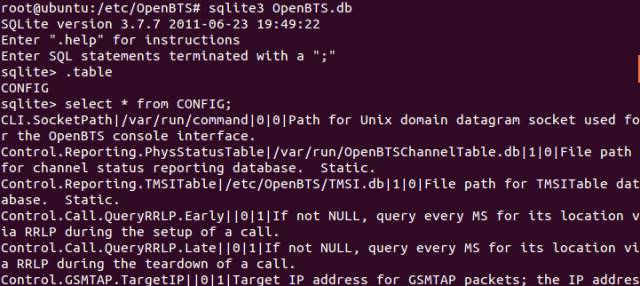 root@ubuntu:/etc/OpenBTS# sqlite3 OpenBTS.db
SQLite version 3.7.7 2011-06-23 19:49:22
Enter ".help" for instructions
Enter SQL statements terminated with a ";"
sqlite> .table
CONFIG
sqlite> select * from CONFIG;
CLI.SocketPath|/var/run/command|0|0|Path for Unix domain datagram socket used fo
r the OpenBTS console interface.
Control.Reporting.PhysStatusTable|/var/run/OpenBTSChannelTable.db|1|0|File path
for channel status reporting database.  Static.
Control.Reporting.TMSITable|/etc/OpenBTS/TMSI.db|1|0|File path for TMSITable dat
abase.  Static.
Control.Call.QueryRRLP.Early||0|1|If not NULL, query every MS for its location v
ia RRLP during the setup of a call.
Control.Call.QueryRRLP.Late||0|1|If not NULL, query every MS for its location vi
a RRLP during the teardown of a call.
Control.GSMTAP.TargetIP||0|1|Target IP address for GSMTAP packets; the IP addres